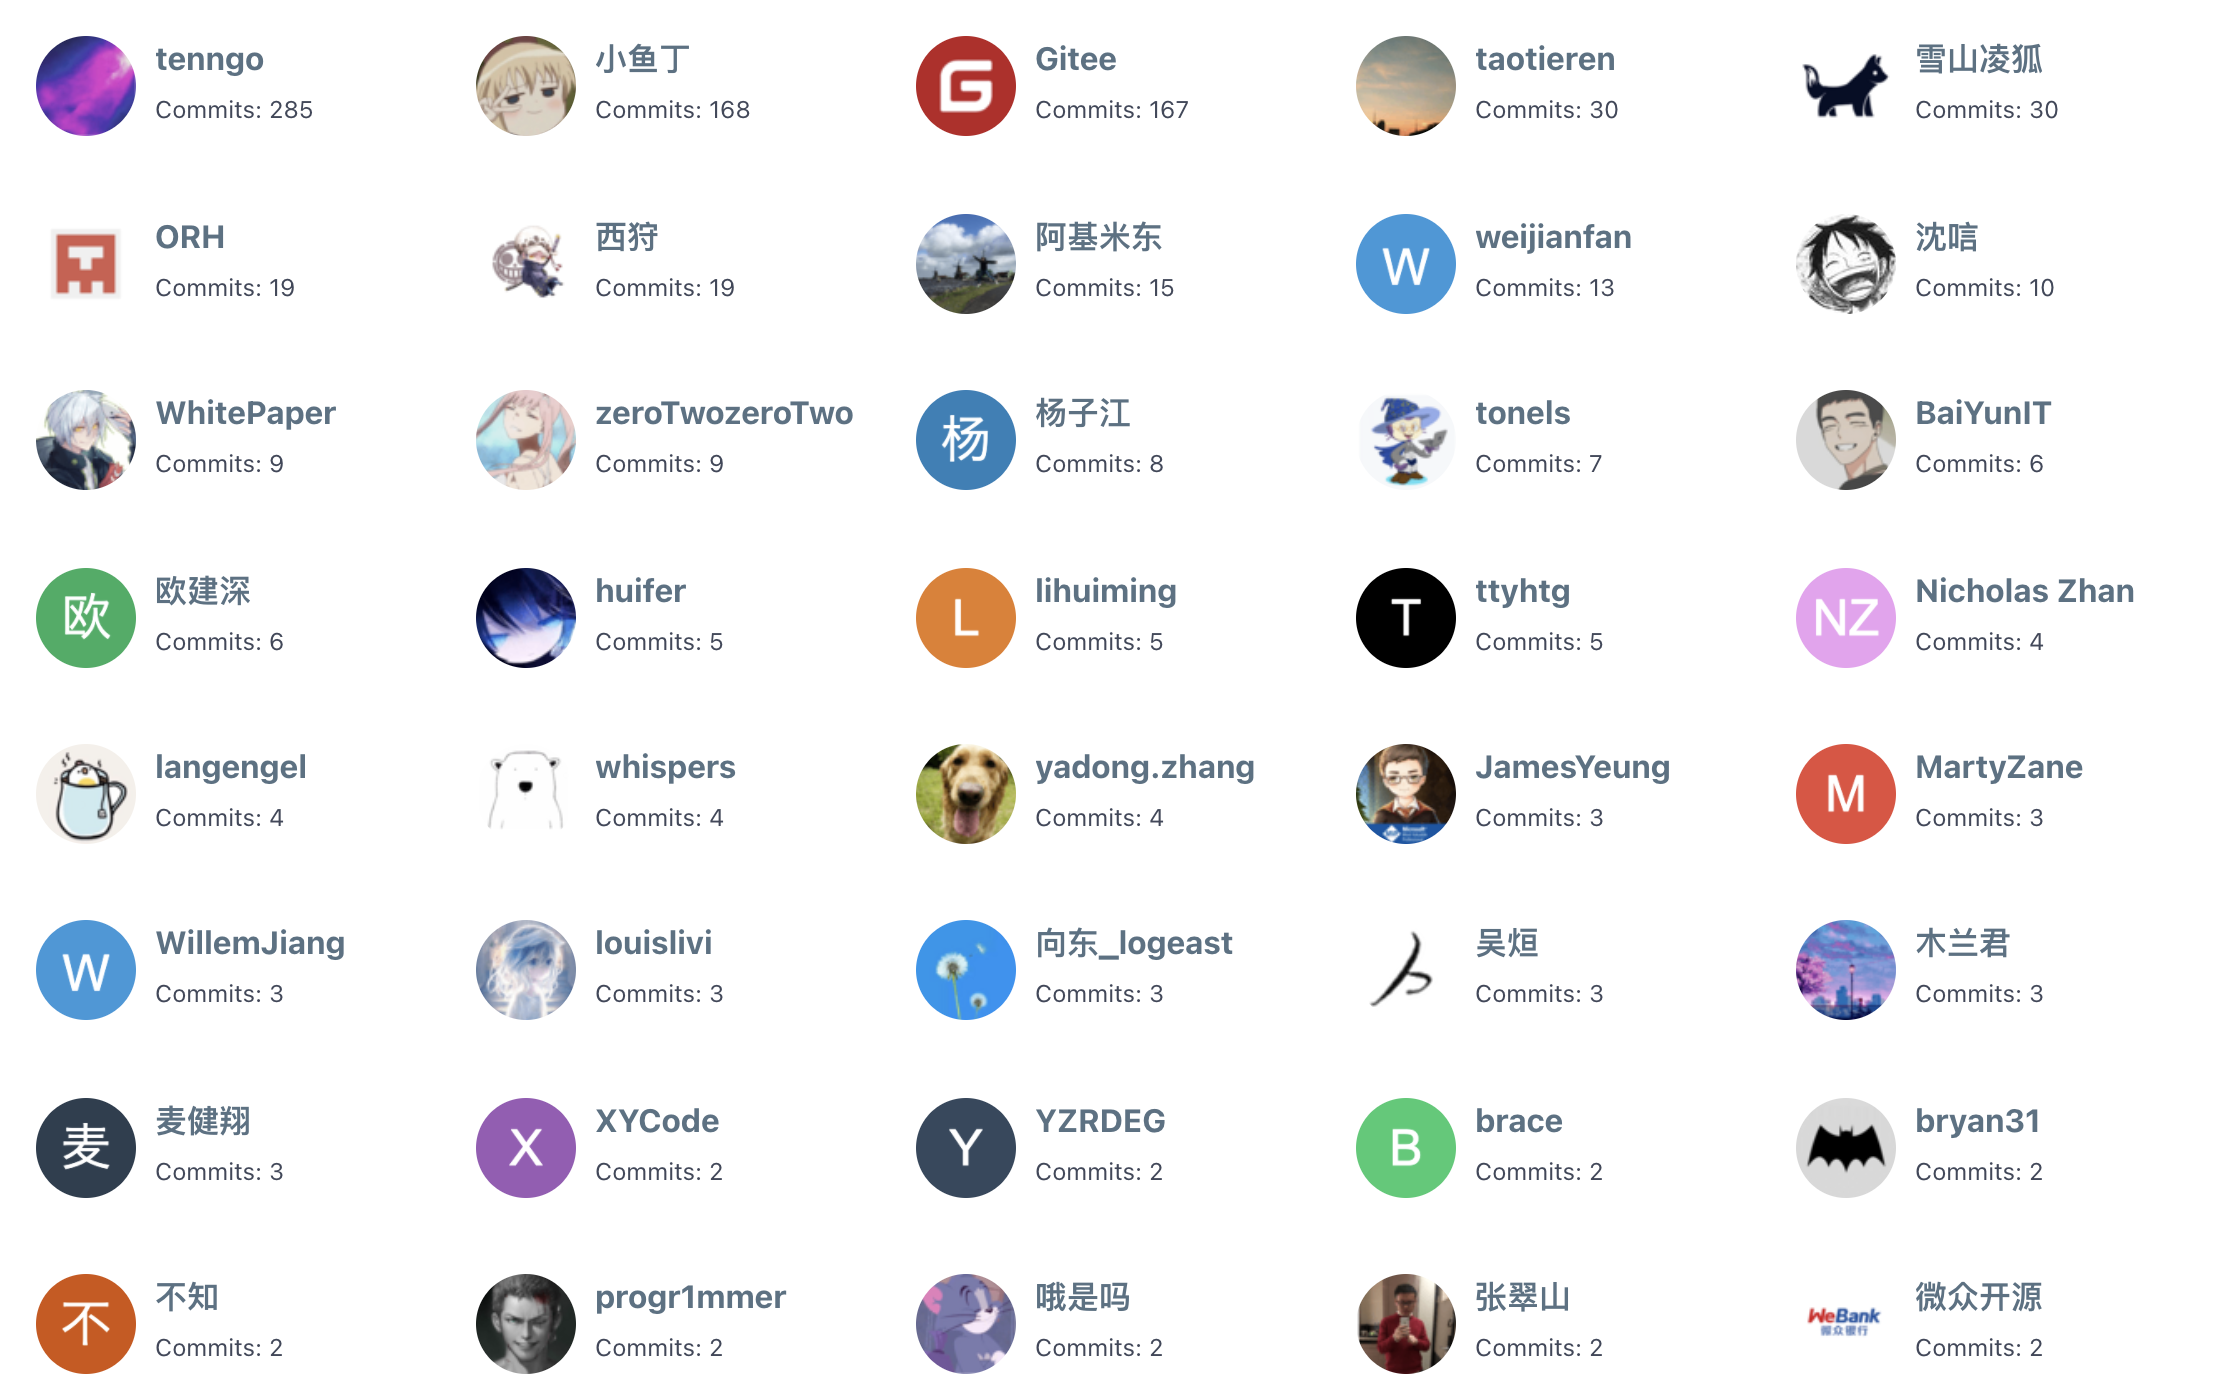 tenngo
Commits: 285
小鱼丁
Commits: 168
G
Gitee
Commits: 167
taotieren
Commits: 30
雪山凌狐
Commits: 30
ORH
Commits: 19
西狩
Commits: 19
阿基米东
Commits: 15
W
weijianfan
Commits: 13
沈唁
Commits: 10
WhitePaper
Commits: 9
zeroTwozeroTwo
Commits: 9
杨
杨子江
Commits: 8
tonels
Commits: 7
BaiYunIT
Commits: 6
欧
欧建深
Commits: 6
huifer
Commits: 5
L
lihuiming
Commits: 5
T
ttyhtg
Commits: 5
NZ
Nicholas Zhan
Commits: 4
langengel
Commits: 4
whispers
Commits: 4
yadong.zhang
Commits: 4
JamesYeung
Commits: 3
M
MartyZane
Commits: 3
W
WillemJiang
Commits: 3
louislivi
Commits: 3
向东_logeast
Commits: 3
吴烜
Commits: 3
木兰君
Commits: 3
麦
麦健翔
Commits: 3
X
XYCode
Commits: 2
Y
YZRDEG
Commits: 2
B
brace
Commits: 2
bryan31
Commits: 2
不
不知
Commits: 2
progr1mmer
Commits: 2
哦是吗
Commits: 2
张翠山
Commits: 2
WeBank
微众银行
微众开源
Commits: 2